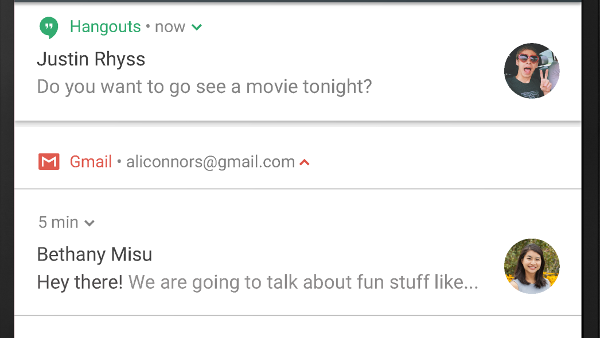 Hangouts • now
Justin Rhyss
Do you want to go see a movie tonight?
Gmail • aliconnors@gmail.com
5 min
Bethany Misu
Hey there! We are going to talk about fun stuff like...